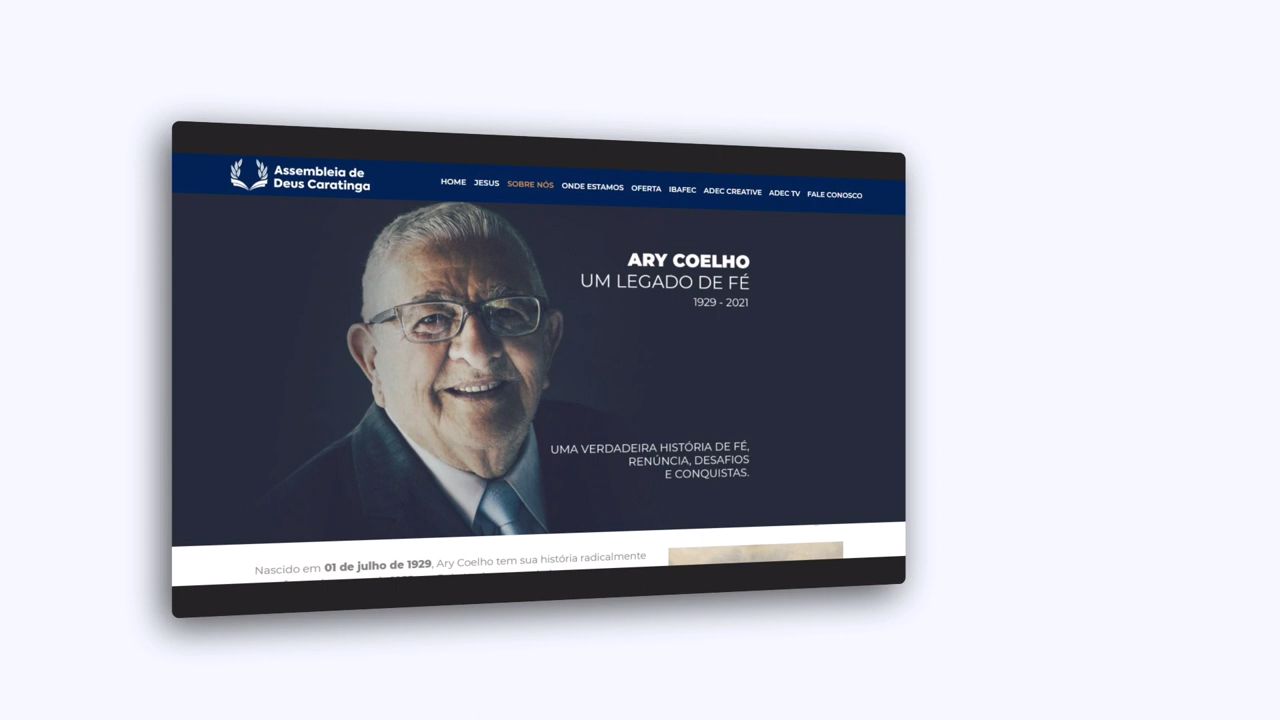 Assembleia de
Deus Caratinga
HOME JESUS SOBRE NÓS ONDE ESTAMOS OFERTA IBAFEC ADEC CREATIVE ADEC TV FALE CONOSCO
ARY COELHO
UM LEGADO DE FÉ
1929 - 2021
UMA VERDADEIRA HISTÓRIA DE FÉ,
RENÚNCIA, DESAFIOS
E CONQUISTAS.
Nascido em 01 de julho de 1929, Ary Coelho tem sua história radicalmente